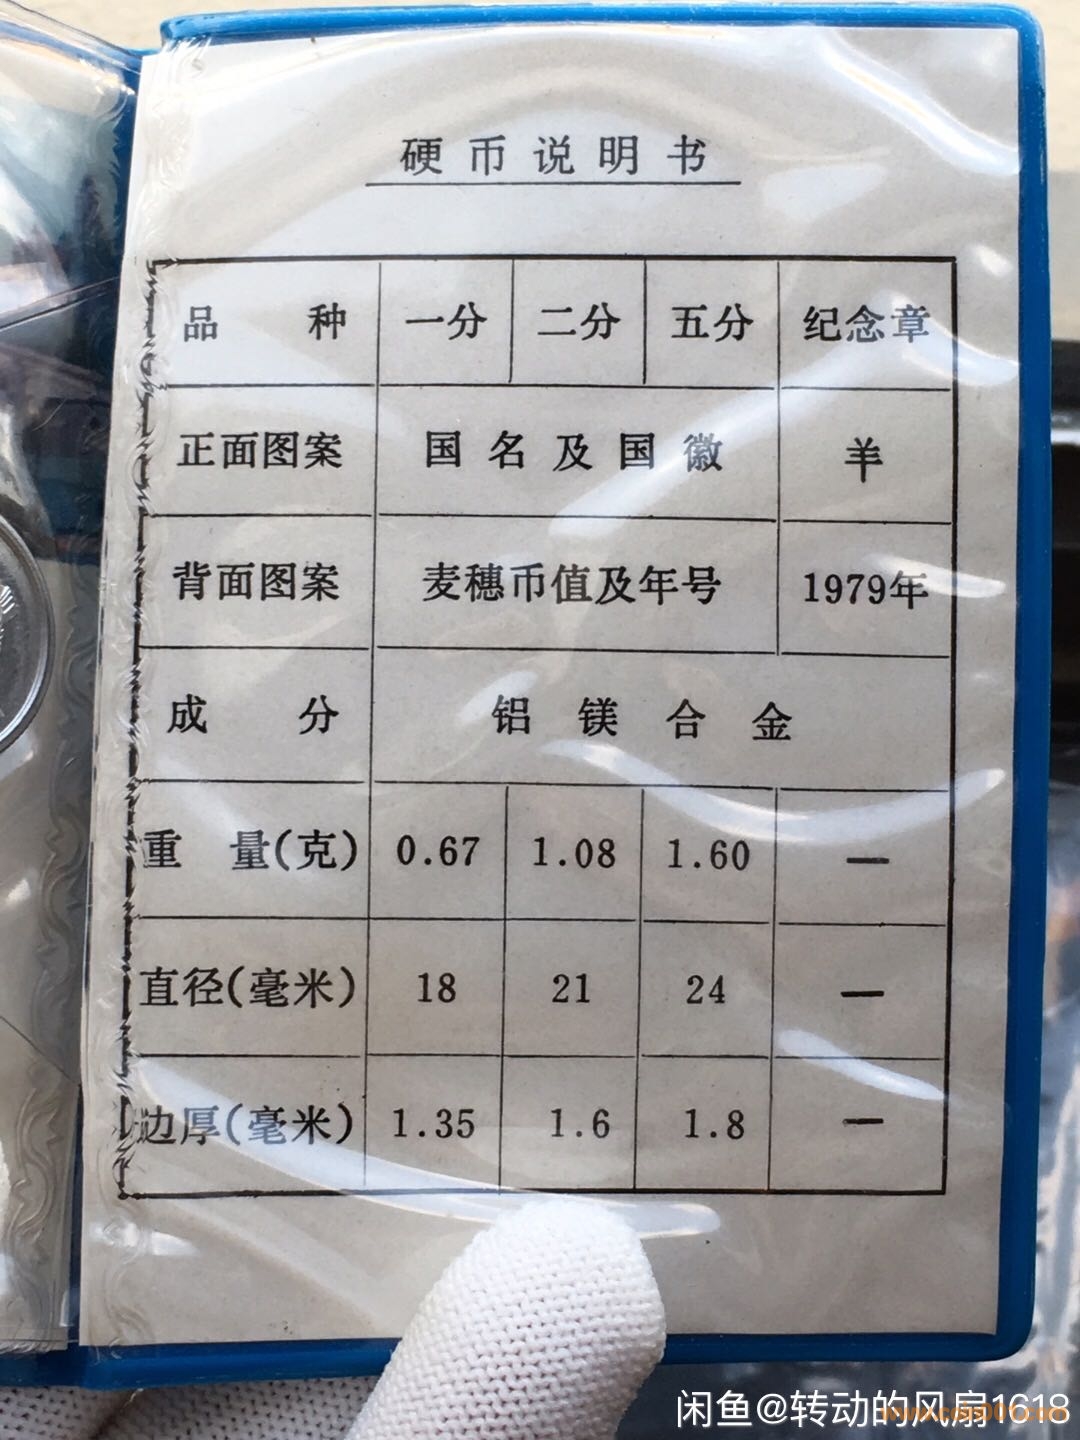 硬币说明书
品 种 一分 二分 五分 纪念章
正面图案 国名及国徽 羊
背面图案 麦穗币值及年号 1979年
成 分 铝镁合金
重 量(克) 0.67 1.08 1.60 —
直径(毫米) 18 21 24 —
边厚(毫米) 1.35 1.6 1.8 —
闲鱼@转动的风扇1618